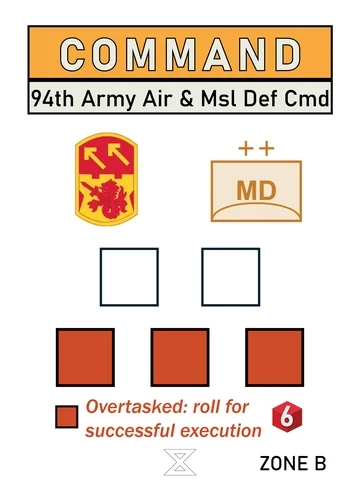 COMMAND
94th Army Air & Msl Def Cmd
++
MD
Overtasked: roll for
successful execution
6
ZONE B